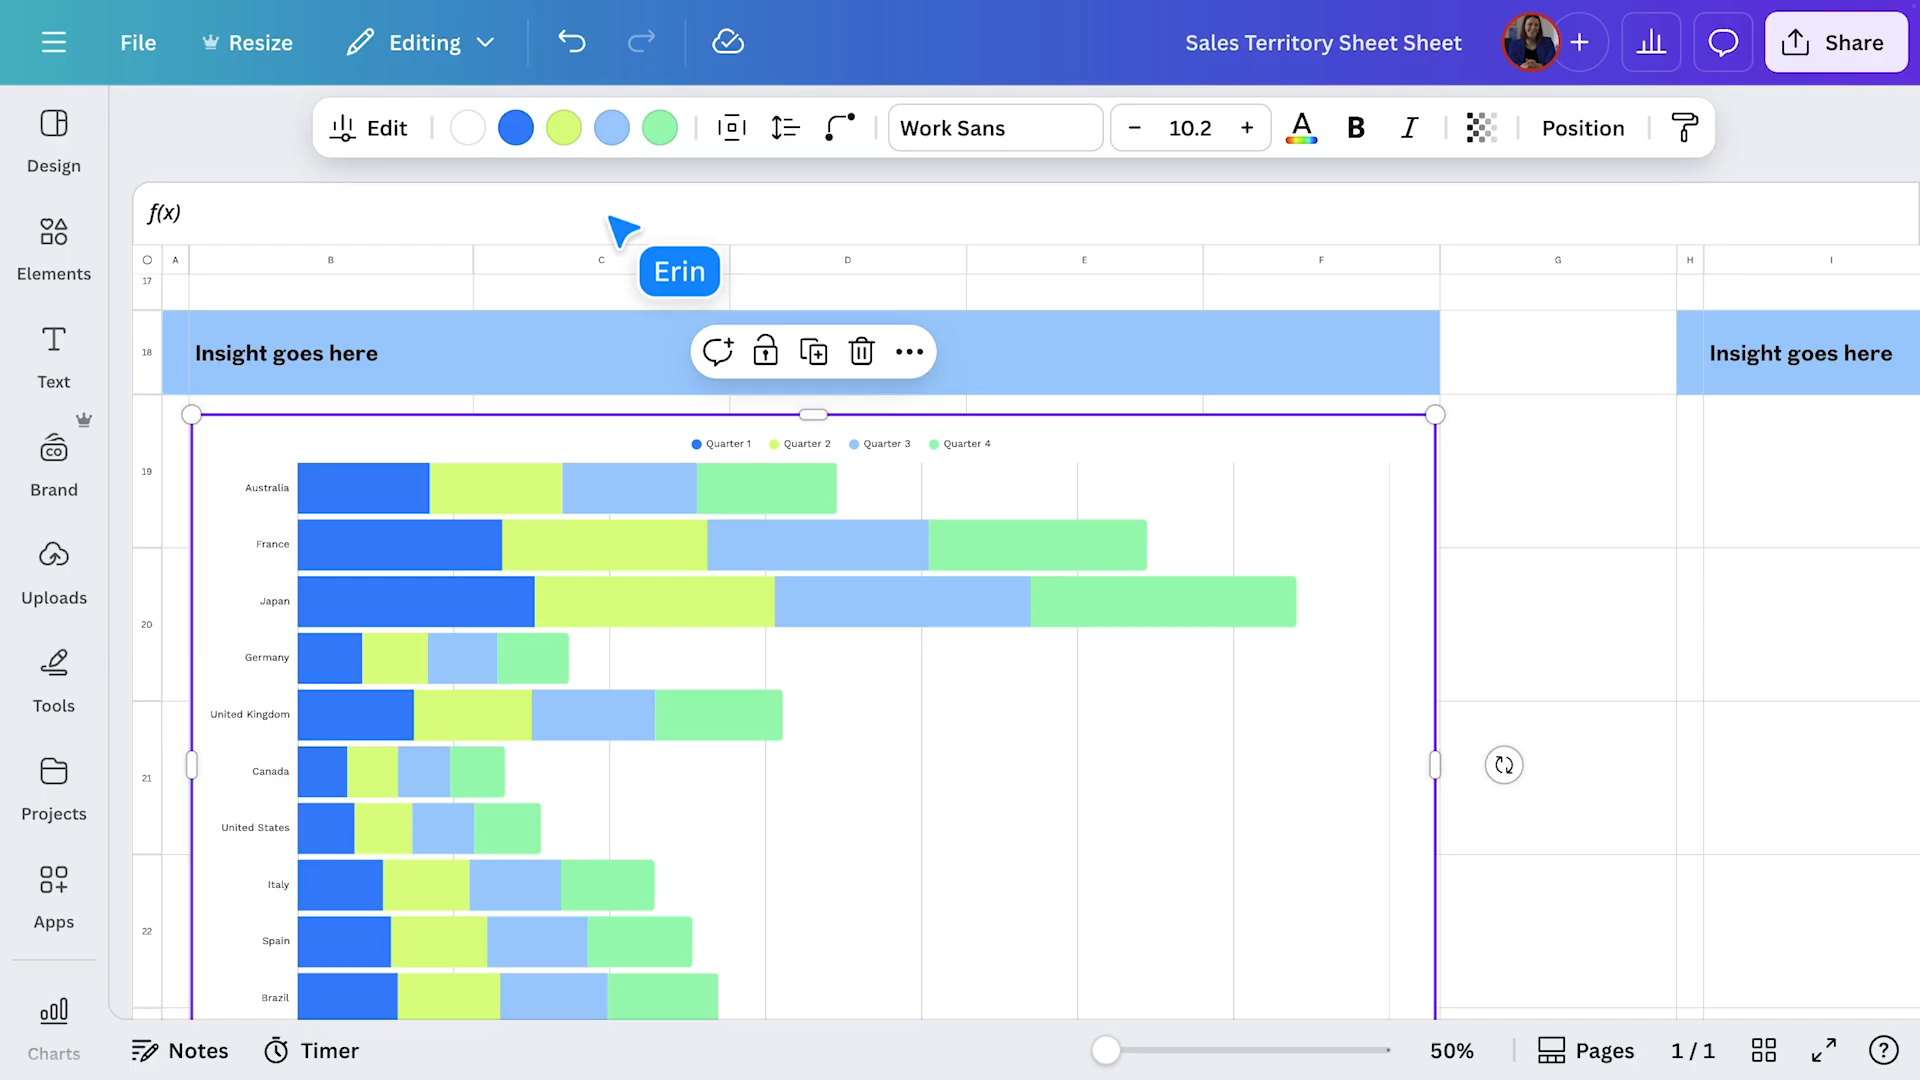 File
Resize
Editing
Sales Territory Sheet Sheet
Share
Edit
Work Sans
− 10.2 +
A
B
I
Position
Design
Elements
Text
Brand
Uploads
Tools
Projects
Apps
Charts
f(x)
Erin
A B C D E F G H I
17
18
Insight goes here
Insight goes here
Quarter 1 Quarter 2 Quarter 3 Quarter 4
19
Australia
France
Japan
20
Germany
United Kingdom
Canada
21
United States
Italy
Spain
22
Brazil
CO
Notes
Timer
50%
Pages
1 / 1
?